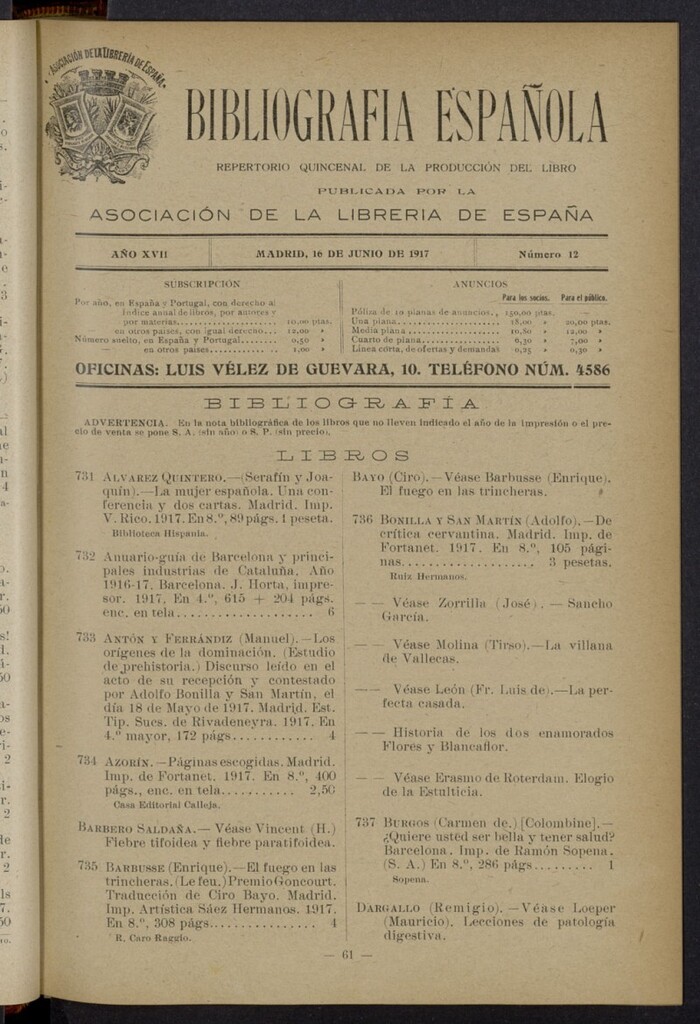 ASOCIACIÓN DE LA LIBRERIA DE ESPAÑA
BIBLIOGRAFIA ESPAÑOLA
REPERTORIO QUINCENAL DE LA PRODUCCIÓN DEL LIBRO
PUBLICADA POR LA
ASOCIACIÓN DE LA LIBRERIA DE ESPAÑA
AÑO XVII
MADRID, 16 DE JUNIO DE 1917
Número 12
SUBSCRIPCIÓN
Por año, en España y Portugal, con derecho al
índice anual de libros, por autores y
por materias.................... 10,00 ptas.
en otros países, con igual derecho... 12,00 »
Número suelto, en España y Portugal....... 0,50 »
— en otros países............ 1,00 »
ANUNCIOS
Para los socios. Para el público.
Póliza de 10 planas de anuncios., 150,00 ptas. —
Una plana........................ 18,00 » 20,00 ptas.
Media plana ..................... 10,80 » 12,00 »
Cuarto de plana.................. 6,30 » 7,00 »
Línea corta, de ofertas y demandas 0,25 » 0,30 »
OFICINAS: LUIS VÉLEZ DE GUEVARA, 10. TELÉFONO NÚM. 4586
BIBLIOGRAFÍA
ADVERTENCIA. En la nota bibliográfica de los libros que no lleven indicado el año de la impresión o el pre-
cio de venta se pone S. A. (sin año) o S. P. (sin precio).
LIBROS
731 ALVAREZ QUINTERO.—(Serafín y Joa-
quín).—La mujer española. Una con-
ferencia y dos cartas. Madrid. Imp.
V. Rico. 1917. En 8.º, 89 págs. 1 peseta.
Biblioteca Hispania.
732 Anuario-guía de Barcelona y princi-
pales industrias de Cataluña. Año
1916-17. Barcelona. J. Horta, impre-
sor. 1917. En 4.º, 615 + 204 págs.
enc. en tela.................... 6
733 ANTÓN Y FERRÁNDIZ (Manuel).—Los
orígenes de la dominación. (Estudio
de prehistoria.) Discurso leído en el
acto de su recepción y contestado
por Adolfo Bonilla y San Martín, el
día 18 de Mayo de 1917. Madrid. Est.
Tip. Sucs. de Rivadeneyra. 1917. En
4.º mayor, 172 págs............ 4
734 AZORÍN.—Páginas escogidas. Madrid.
Imp. de Fortanet. 1917. En 8.º, 400
págs., enc. en tela........... 2,50
Casa Editorial Calleja.
BARBERO SALDAÑA.— Véase Vincent (H.)
Fiebre tifoidea y fiebre paratifoidea.
735 BARBUSSE (Enrique).—El fuego en las
trincheras. (Le feu.) Premio Goncourt.
Traducción de Ciro Bayo. Madrid.
Imp. Artística Sáez Hermanos. 1917.
En 8.º, 308 págs................ 4
R. Caro Raggio.
BAYO (Ciro).—Véase Barbusse (Enrique).
El fuego en las trincheras.
736 BONILLA Y SAN MARTÍN (Adolfo).—De
crítica cervantina. Madrid. Imp. de
Fortanet. 1917. En 8.º, 105 pági-
nas.................... 3 pesetas.
Ruiz Hermanos.
— — Véase Zorrilla (José). — Sancho
García.
— — Véase Molina (Tirso).—La villana
de Vallecas.
— — Véase León (Fr. Luis de).—La per-
fecta casada.
— — Historia de los dos enamorados
Flores y Blancaflor.
— — Véase Erasmo de Roterdam. Elogio
de la Estulticia.
737 BURGOS (Carmen de.) [Colombine].—
¿Quiere usted ser bella y tener salud?
Barcelona. Imp. de Ramón Sopena.
(S. A.) En 8.º, 286 págs......... 1
Sopena.
DARGALLO (Remigio).—Véase Loeper
(Mauricio). Lecciones de patología
digestiva.
— 61 —